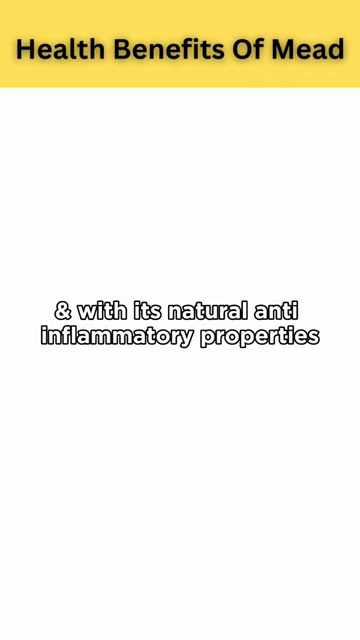 Health Benefits Of Mead
& with its natural anti
inflammatory properties